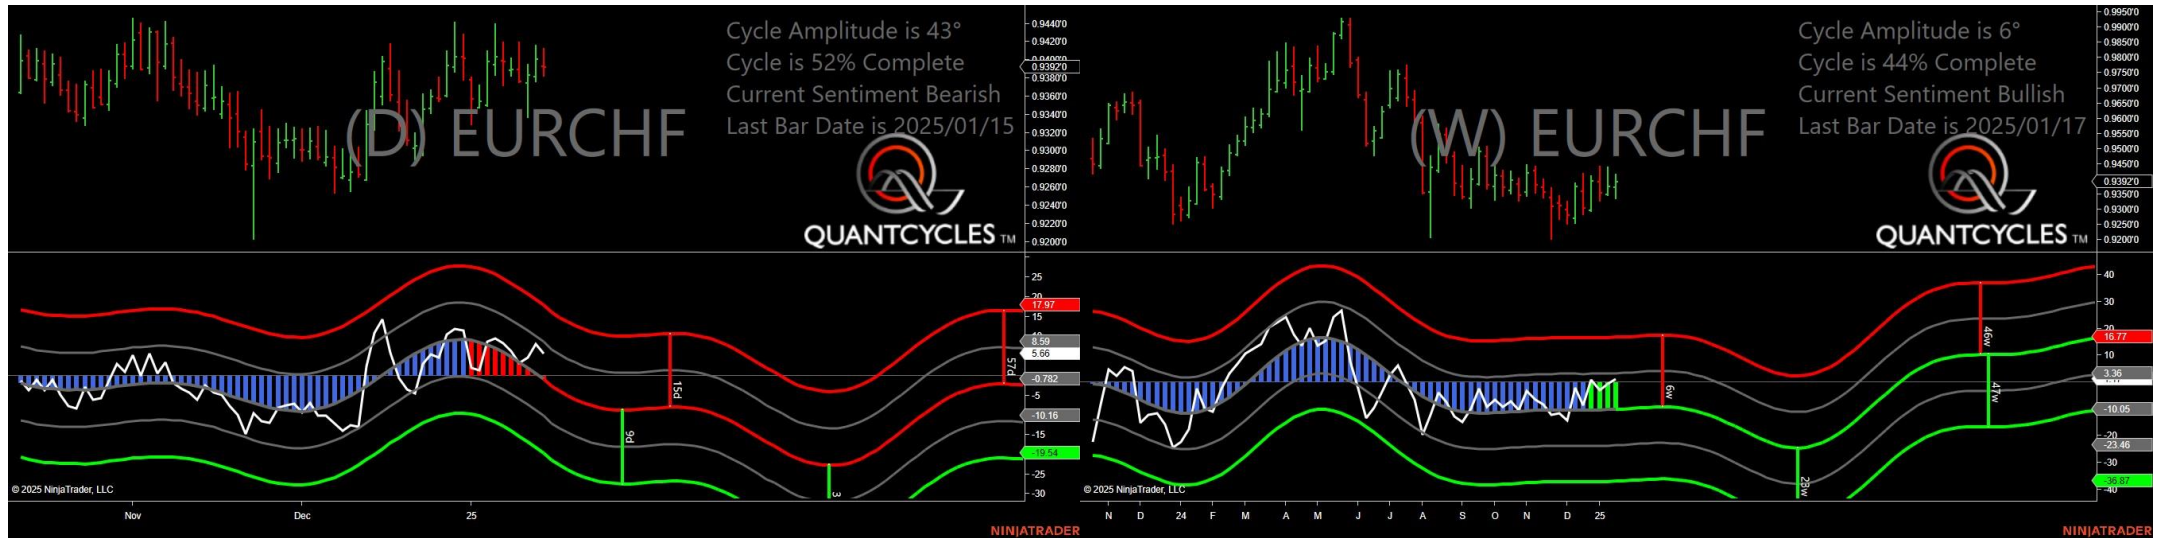 Cycle Amplitude is 43°
Cycle is 52% Complete
Current Sentiment Bearish
Last Bar Date is 2025/01/15
(D) EURCHF
QUANTCYCLES TM
0.9440'0
0.9420'0
0.9400'0
0.9392'0
0.9380'0
0.9360'0
0.9340'0
0.9320'0
0.9300'0
0.9280'0
0.9260'0
0.9240'0
0.9220'0
0.9200'0
25
20
17.97
15
8.59
5.66
-0.782
-5
-10.16
-15
-19.54
-25
-30
9d
15d
3
57d
© 2025 NinjaTrader, LLC
Nov Dec 25
NINJATRADER
Cycle Amplitude is 6°
Cycle is 44% Complete
Current Sentiment Bullish
Last Bar Date is 2025/01/17
(W) EURCHF
QUANTCYCLES TM
0.9950'0
0.9900'0
0.9850'0
0.9800'0
0.9750'0
0.9700'0
0.9650'0
0.9600'0
0.9550'0
0.9500'0
0.9450'0
0.9392'0
0.9350'0
0.9300'0
0.9250'0
0.9200'0
40
30
20
16.77
10
3.36
-10.05
-20
-23.46
-30
-36.87
-40
6w
28w
46w
47w
© 2025 NinjaTrader, LLC
N D 24 F M A M J J A S O N D 25
NINJATRADER